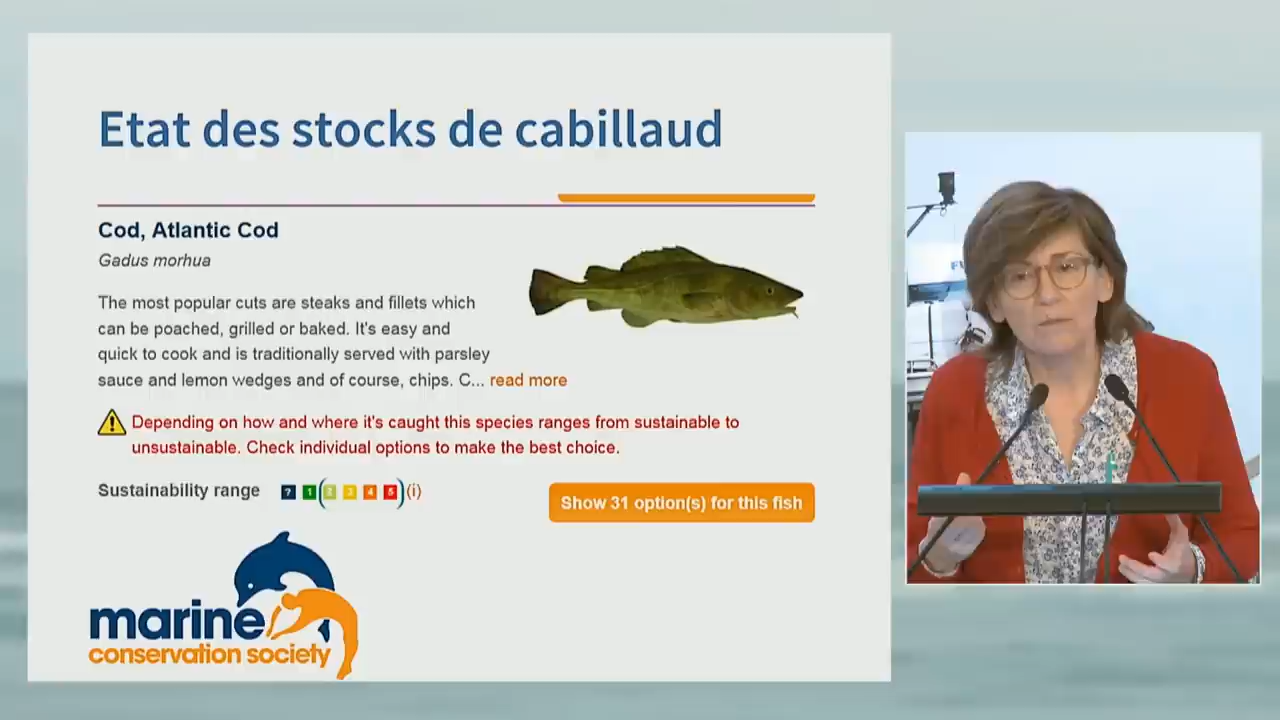 Etat des stocks de cabillaud
Cod, Atlantic Cod
Gadus morhua
The most popular cuts are steaks and fillets which
can be poached, grilled or baked. It's easy and
quick to cook and is traditionally served with parsley
sauce and lemon wedges and of course, chips. C... read more
Depending on how and where it's caught this species ranges from sustainable to
unsustainable. Check individual options to make the best choice.
Sustainability range ? 1 (2 3 4 5) (i)
Show 31 option(s) for this fish
marine
conservation society